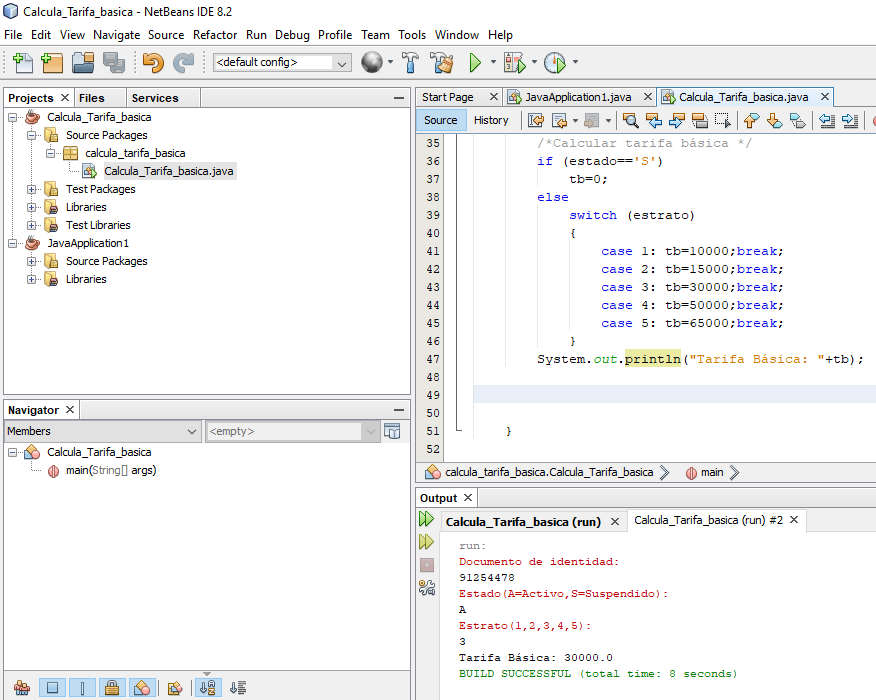 Calcula_Tarifa_basica - NetBeans IDE 8.2
File Edit View Navigate Source Refactor Run Debug Profile Team Tools Window Help
<default config>
Projects Files Services
Calcula_Tarifa_basica
Source Packages
calcula_tarifa_basica
Calcula_Tarifa_basica.java
Test Packages
Libraries
Test Libraries
JavaApplication1
Source Packages
Libraries
Navigator
Members <empty>
Calcula_Tarifa_basica
main(String[] args)
Start Page JavaApplication1.java Calcula_Tarifa_basica.java
Source History
35 /*Calcular tarifa básica */
36 if (estado=='S')
37 tb=0;
38 else
39 switch (estrato)
40 {
41 case 1: tb=10000;break;
42 case 2: tb=15000;break;
43 case 3: tb=30000;break;
44 case 4: tb=50000;break;
45 case 5: tb=65000;break;
46 }
47 System.out.println("Tarifa Básica: "+tb);
48
49
50
51 }
52
calcula_tarifa_basica.Calcula_Tarifa_basica main
Output
Calcula_Tarifa_basica (run) Calcula_Tarifa_basica (run) #2
run:
Documento de identidad:
91254478
Estado(A=Activo,S=Suspendido):
A
Estrato(1,2,3,4,5):
3
Tarifa Básica: 30000.0
BUILD SUCCESSFUL (total time: 8 seconds)